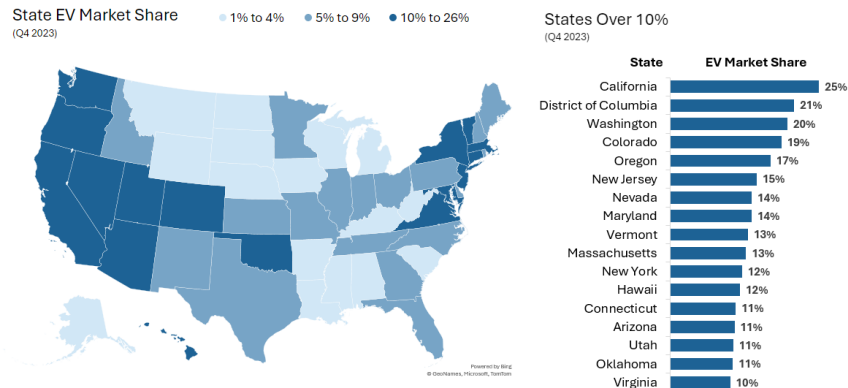 State EV Market Share
(Q4 2023)
1% to 4%
5% to 9%
10% to 26%
Powered by Bing
© GeoNames, Microsoft, TomTom
States Over 10%
(Q4 2023)
State EV Market Share
California 25%
District of Columbia 21%
Washington 20%
Colorado 19%
Oregon 17%
New Jersey 15%
Nevada 14%
Maryland 14%
Vermont 13%
Massachusetts 13%
New York 12%
Hawaii 12%
Connecticut 11%
Arizona 11%
Utah 11%
Oklahoma 11%
Virginia 10%